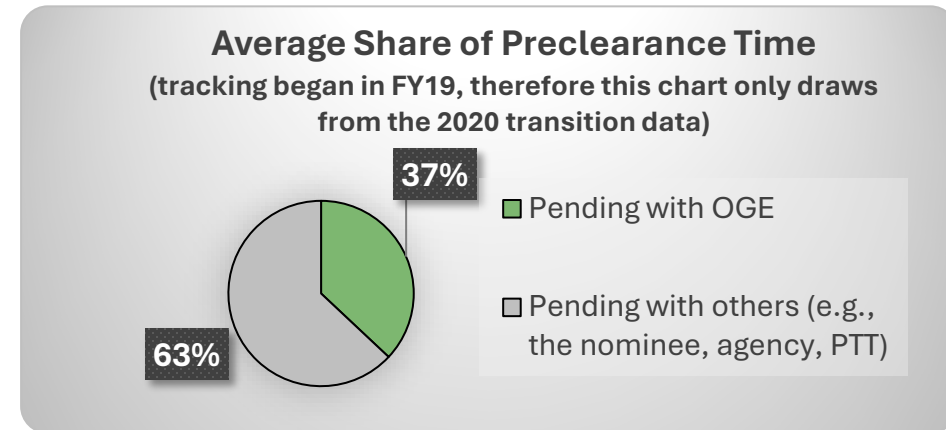 Average Share of Preclearance Time
(tracking began in FY19, therefore this chart only draws
from the 2020 transition data)
37%
Pending with OGE
Pending with others (e.g.,
the nominee, agency, PTT)
63%